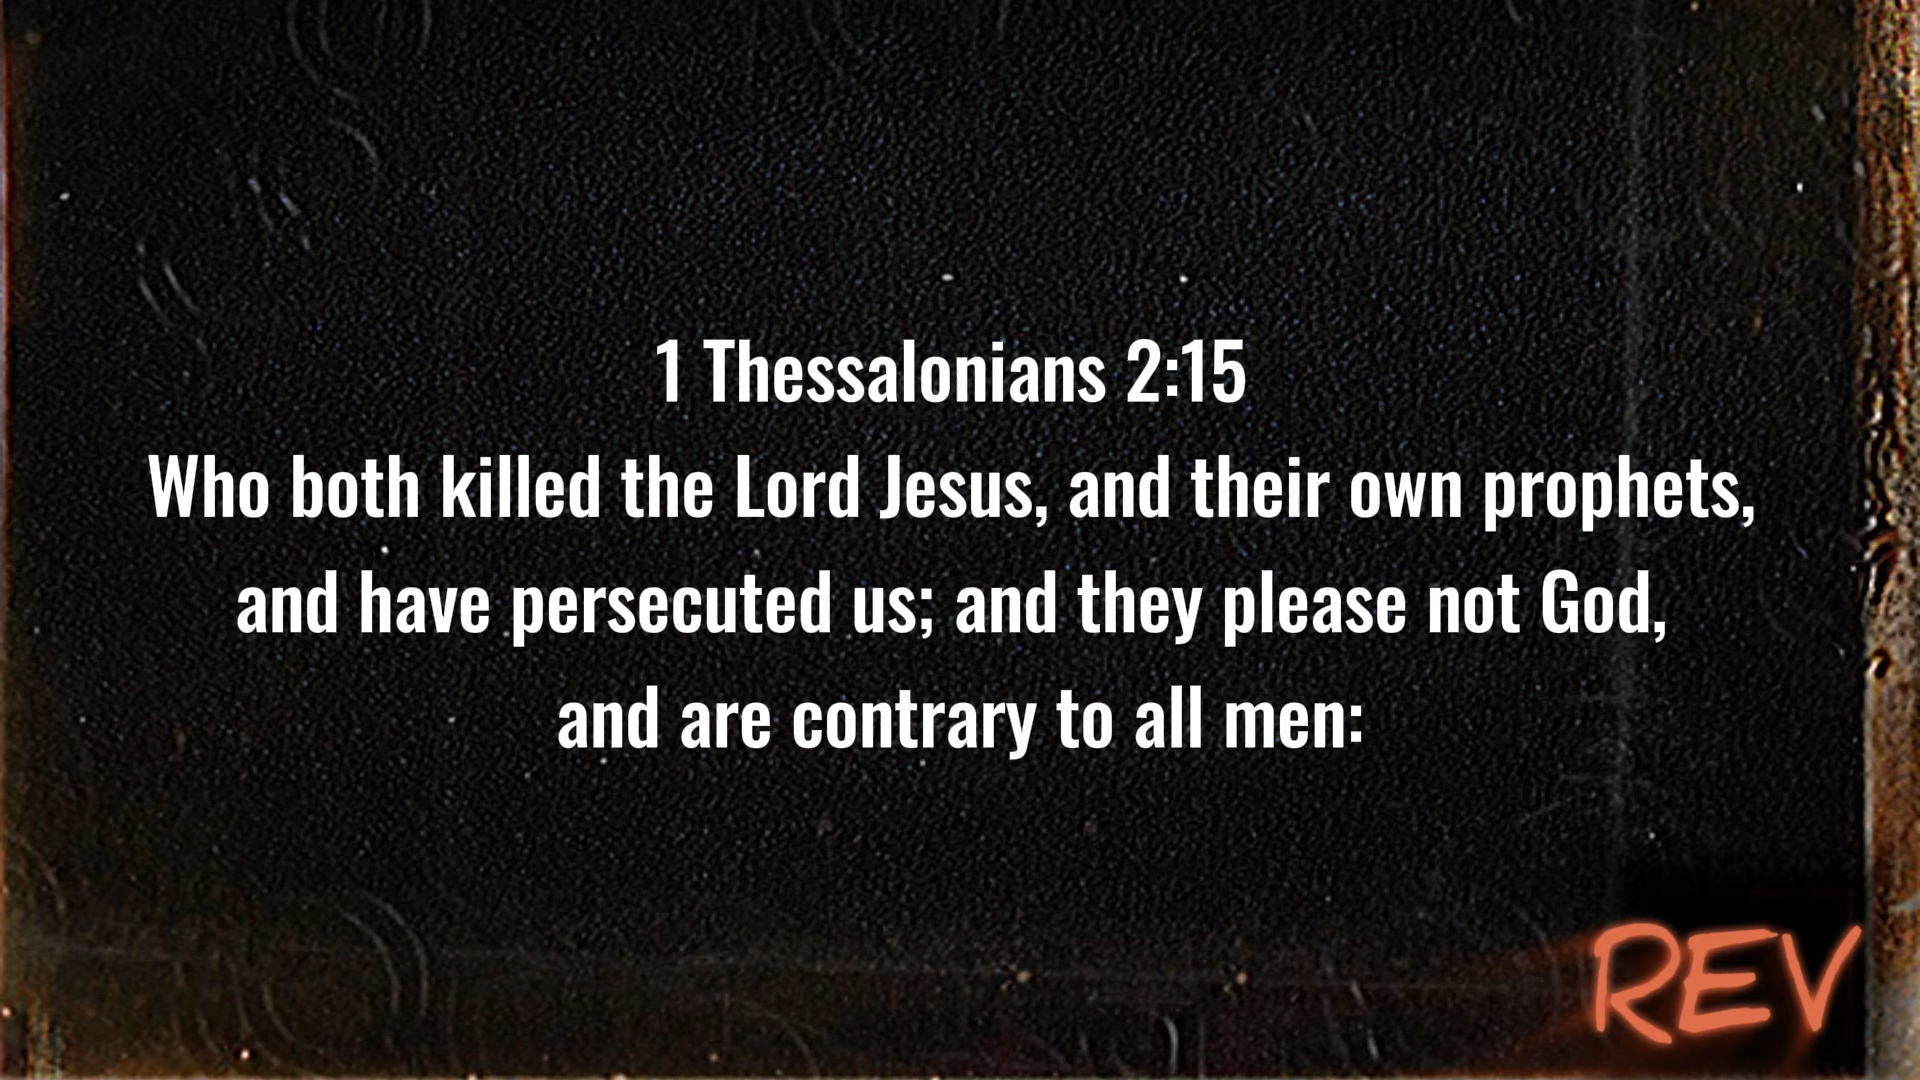 1 Thessalonians 2:15
Who both killed the Lord Jesus, and their own prophets,
and have persecuted us; and they please not God,
and are contrary to all men:
REV